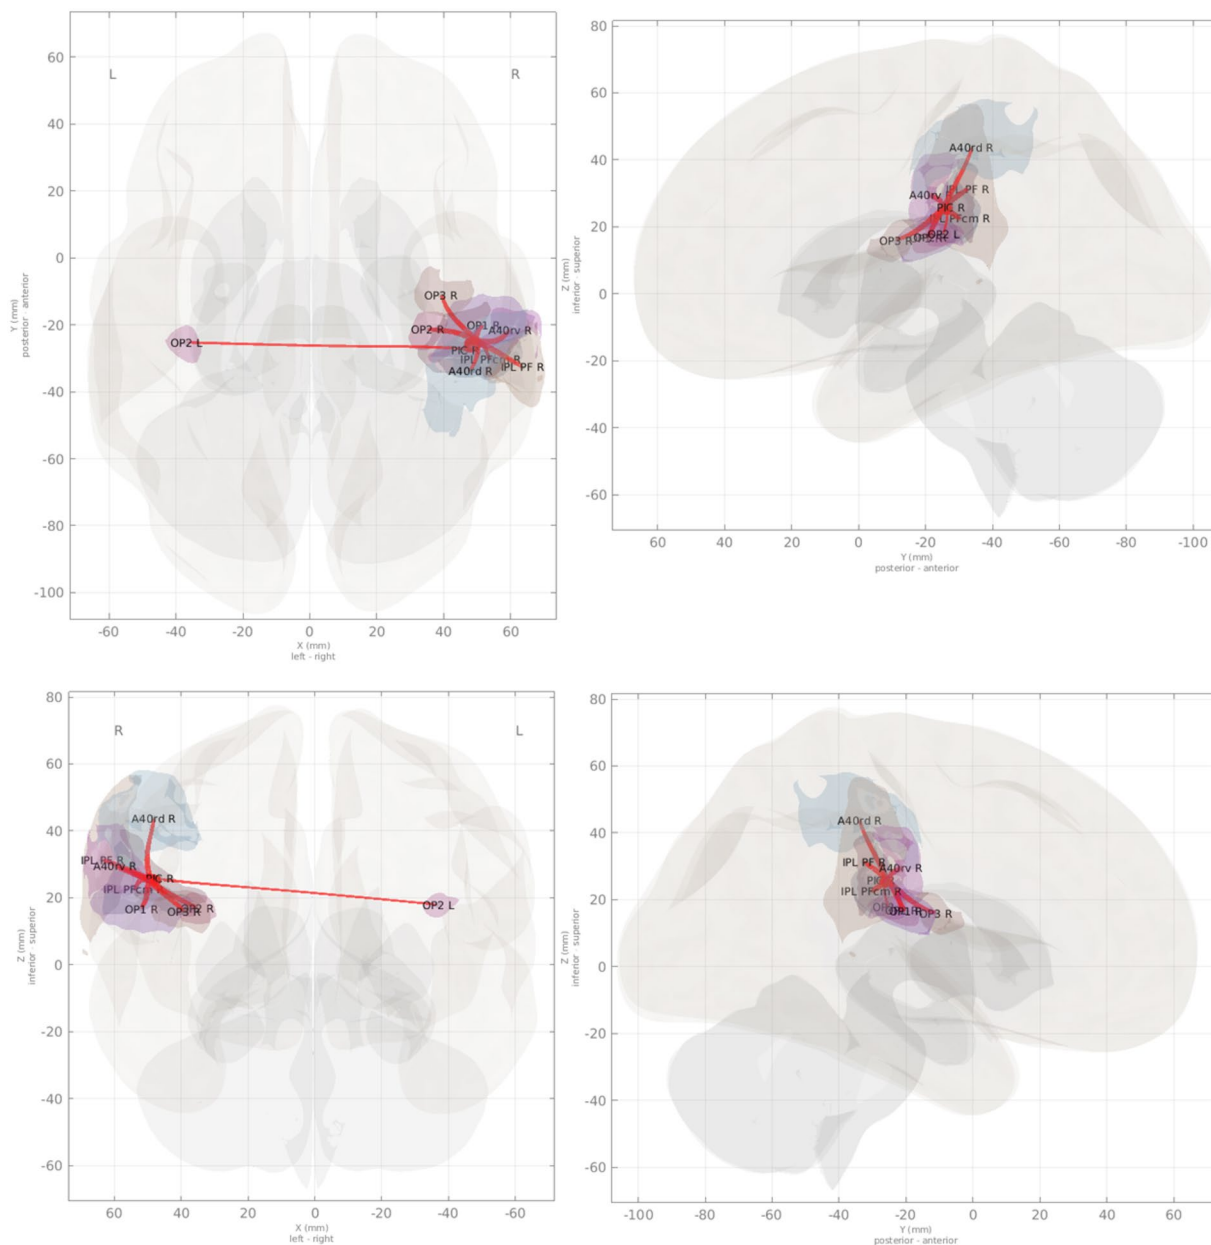 L
R
60
40
20
0
-20
-40
-60
-80
-100
Y (mm)
posterior - anterior
OP3 R
OP1 R
OP2 R
A40rv R
OP2 L
IPL PFcm R
IPL PF R
A40rd R
-60
-40
-20
0
20
40
60
X (mm)
left - right
80
60
40
20
0
-20
-40
-60
Z (mm)
inferior - superior
A40rd R
IPL PF R
A40rv
PIC R
OP3 R
OP2 L
60
40
20
0
-20
-40
-60
-80
-100
Y (mm)
posterior - anterior
R
L
80
60
40
20
0
-20
-40
-60
Z (mm)
inferior - superior
A40rd R
IPL PF R
A40rv R
IPL PFcm
OP1 R
OP3 R
OP2 L
60
40
20
0
-20
-40
-60
X (mm)
left - right
80
60
40
20
0
-20
-40
-60
Z (mm)
inferior - superior
A40rd R
IPL PF R
A40rv R
PIC
IPL PFcm R
OP1 R
OP3 R
-100
-80
-60
-40
-20
0
20
40
60
Y (mm)
posterior - anterior